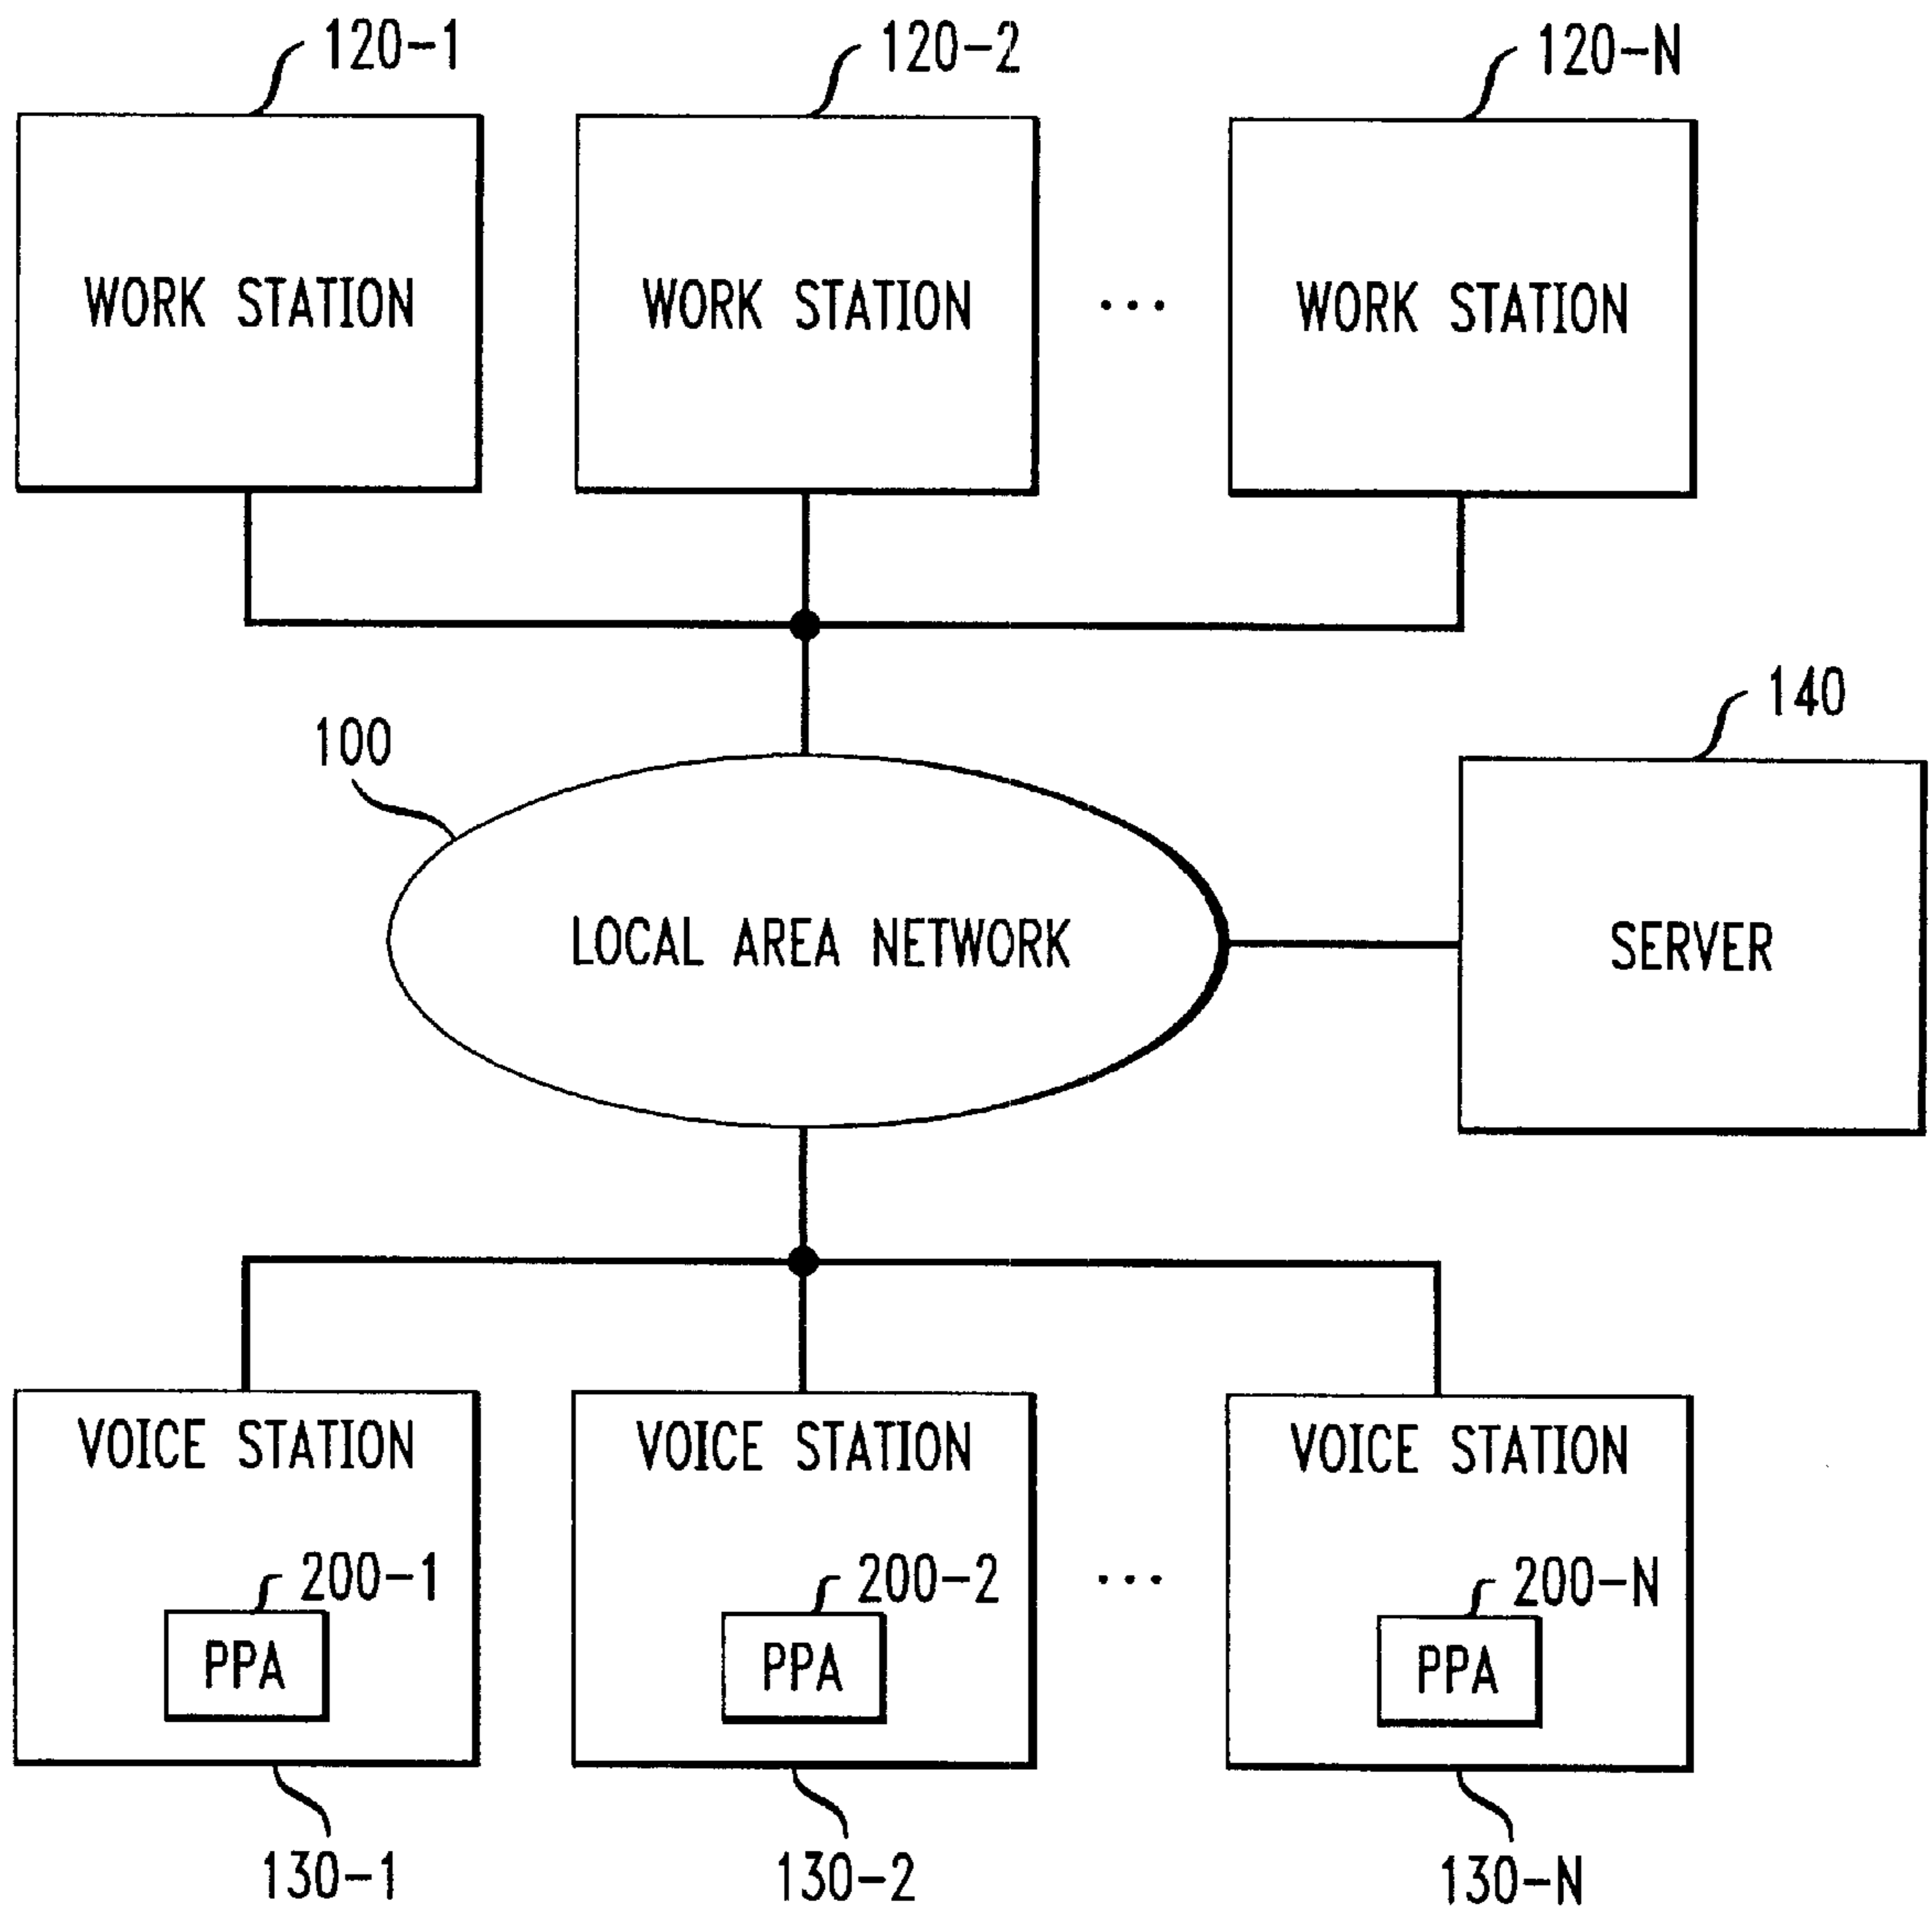 120-1 120-2 120-N
WORK STATION WORK STATION ... WORK STATION
140
100
LOCAL AREA NETWORK SERVER
VOICE STATION VOICE STATION VOICE STATION
200-1 200-2 ... 200-N
PPA PPA PPA
130-1 130-2 130-N